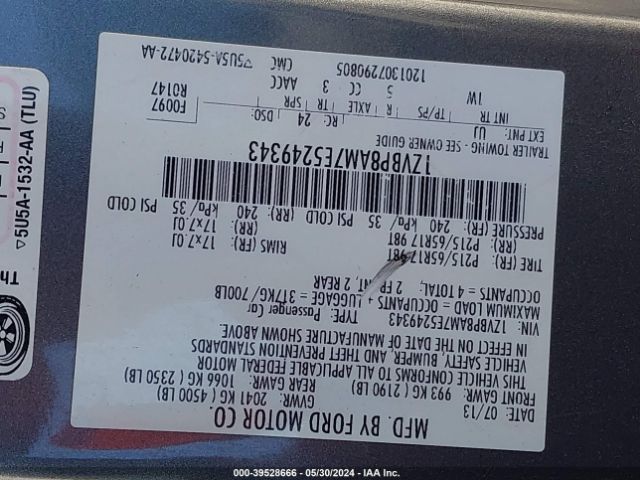 MFD. BY FORD MOTOR CO.
DATE: 07/13 GVWR: 2041 KG ( 4500 LB)
FRONT GAWR: 993 KG ( 2190 LB) REAR GAWR: 1066 KG ( 2350 LB)
THIS VEHICLE CONFORMS TO ALL APPLICABLE FEDERAL MOTOR
VEHICLE SAFETY, BUMPER, AND THEFT PREVENTION STANDARDS
IN EFFECT ON THE DATE OF MANUFACTURE SHOWN ABOVE.
VIN: 1ZVBP8AM7E5249343 TYPE: Passenger Car
MAXIMUM LOAD = OCCUPANTS + LUGGAGE = 317KG/700LB
OCCUPANTS = 4 TOTAL: 2 FR NT, 2 REAR
TIRE (FR): P215/65R17 98T RIMS (FR): 17x7.0J
(RR): P215/65R17 98T (RR): 17x7.0J
PRESSURE (FR): 240 kPa/ 35 PSI COLD (RR): 240 kPa/ 35 PSI COLD
1ZVBP8AM7E5249343
TRAILER TOWING - SEE OWNER GUIDE
EXT PNT: UJ RC: 24 DSO: F0097
INT TR TP/PS R AXLE TR SPR R0147
1W 5 CC 3 AACC
1201307290805 CMC ▽5U5A-5420472-AA
▽5U5A-1532-AA (TLU)
Th
000-39528666 - 05/30/2024 - IAA Inc.